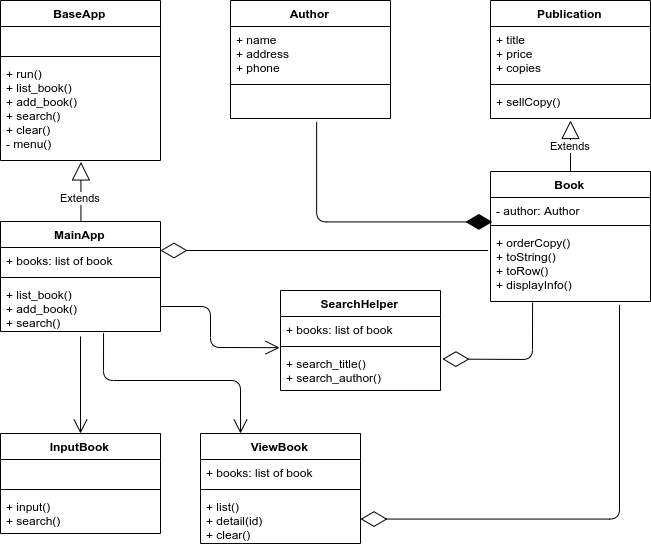 BaseApp
+ run()
+ list_book()
+ add_book()
+ search()
+ clear()
- menu()
Author
+ name
+ address
+ phone
Publication
+ title
+ price
+ copies
+ sellCopy()
Extends
Extends
MainApp
+ books: list of book
+ list_book()
+ add_book()
+ search()
Book
- author: Author
+ orderCopy()
+ toString()
+ toRow()
+ displayInfo()
SearchHelper
+ books: list of book
+ search_title()
+ search_author()
InputBook
+ input()
+ search()
ViewBook
+ books: list of book
+ list()
+ detail(id)
+ clear()